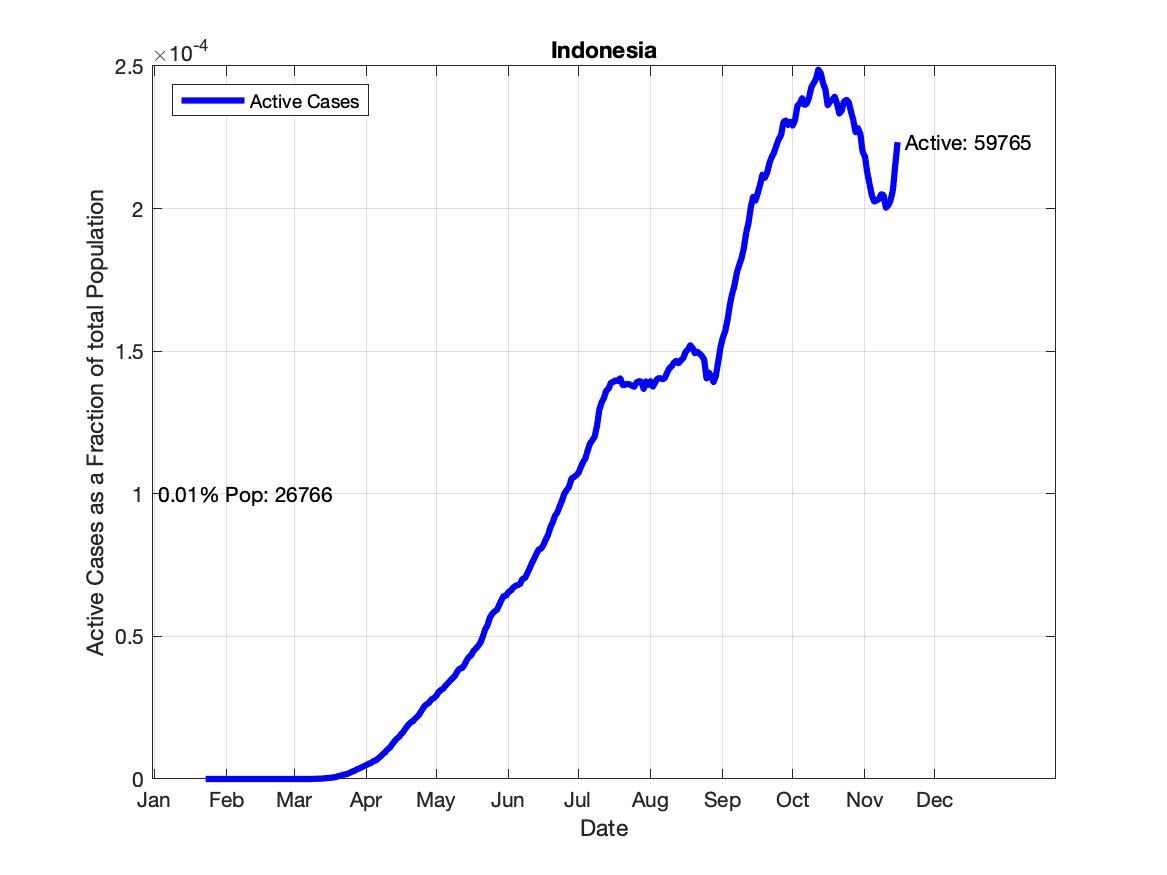 Indonesia
×10-4
2.5
2
1.5
1
0.5
0
Active Cases
Active: 59765
0.01% Pop: 26766
Active Cases as a Fraction of total Population
Jan Feb Mar Apr May Jun Jul Aug Sep Oct Nov Dec
Date